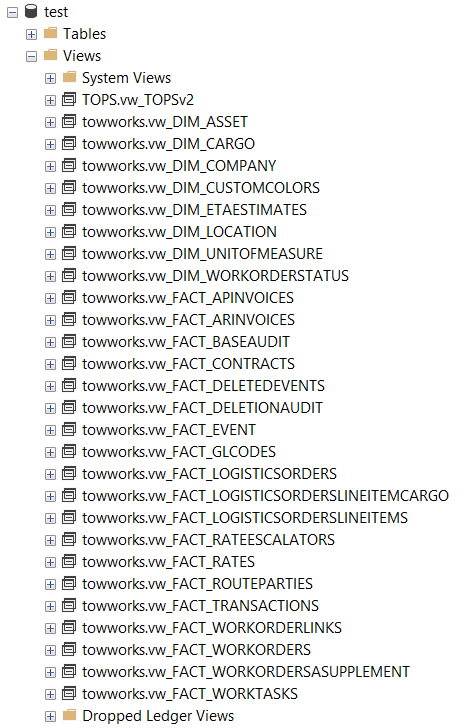 test
Tables
Views
System Views
TOPS.vw_TOPSv2
towworks.vw_DIM_ASSET
towworks.vw_DIM_CARGO
towworks.vw_DIM_COMPANY
towworks.vw_DIM_CUSTOMCOLORS
towworks.vw_DIM_ETAESTIMATES
towworks.vw_DIM_LOCATION
towworks.vw_DIM_UNITOFMEASURE
towworks.vw_DIM_WORKORDERSTATUS
towworks.vw_FACT_APINVOICES
towworks.vw_FACT_ARINVOICES
towworks.vw_FACT_BASEAUDIT
towworks.vw_FACT_CONTRACTS
towworks.vw_FACT_DELETEDEVENTS
towworks.vw_FACT_DELETIONAUDIT
towworks.vw_FACT_EVENT
towworks.vw_FACT_GLCODES
towworks.vw_FACT_LOGISTICSORDERS
towworks.vw_FACT_LOGISTICSORDERSLINEITEMCARGO
towworks.vw_FACT_LOGISTICSORDERSLINEITEMS
towworks.vw_FACT_RATEESCALATORS
towworks.vw_FACT_RATES
towworks.vw_FACT_ROUTEPARTIES
towworks.vw_FACT_TRANSACTIONS
towworks.vw_FACT_WORKORDERLINKS
towworks.vw_FACT_WORKORDERS
towworks.vw_FACT_WORKORDERSASUPPLEMENT
towworks.vw_FACT_WORKTASKS
Dropped Ledger Views